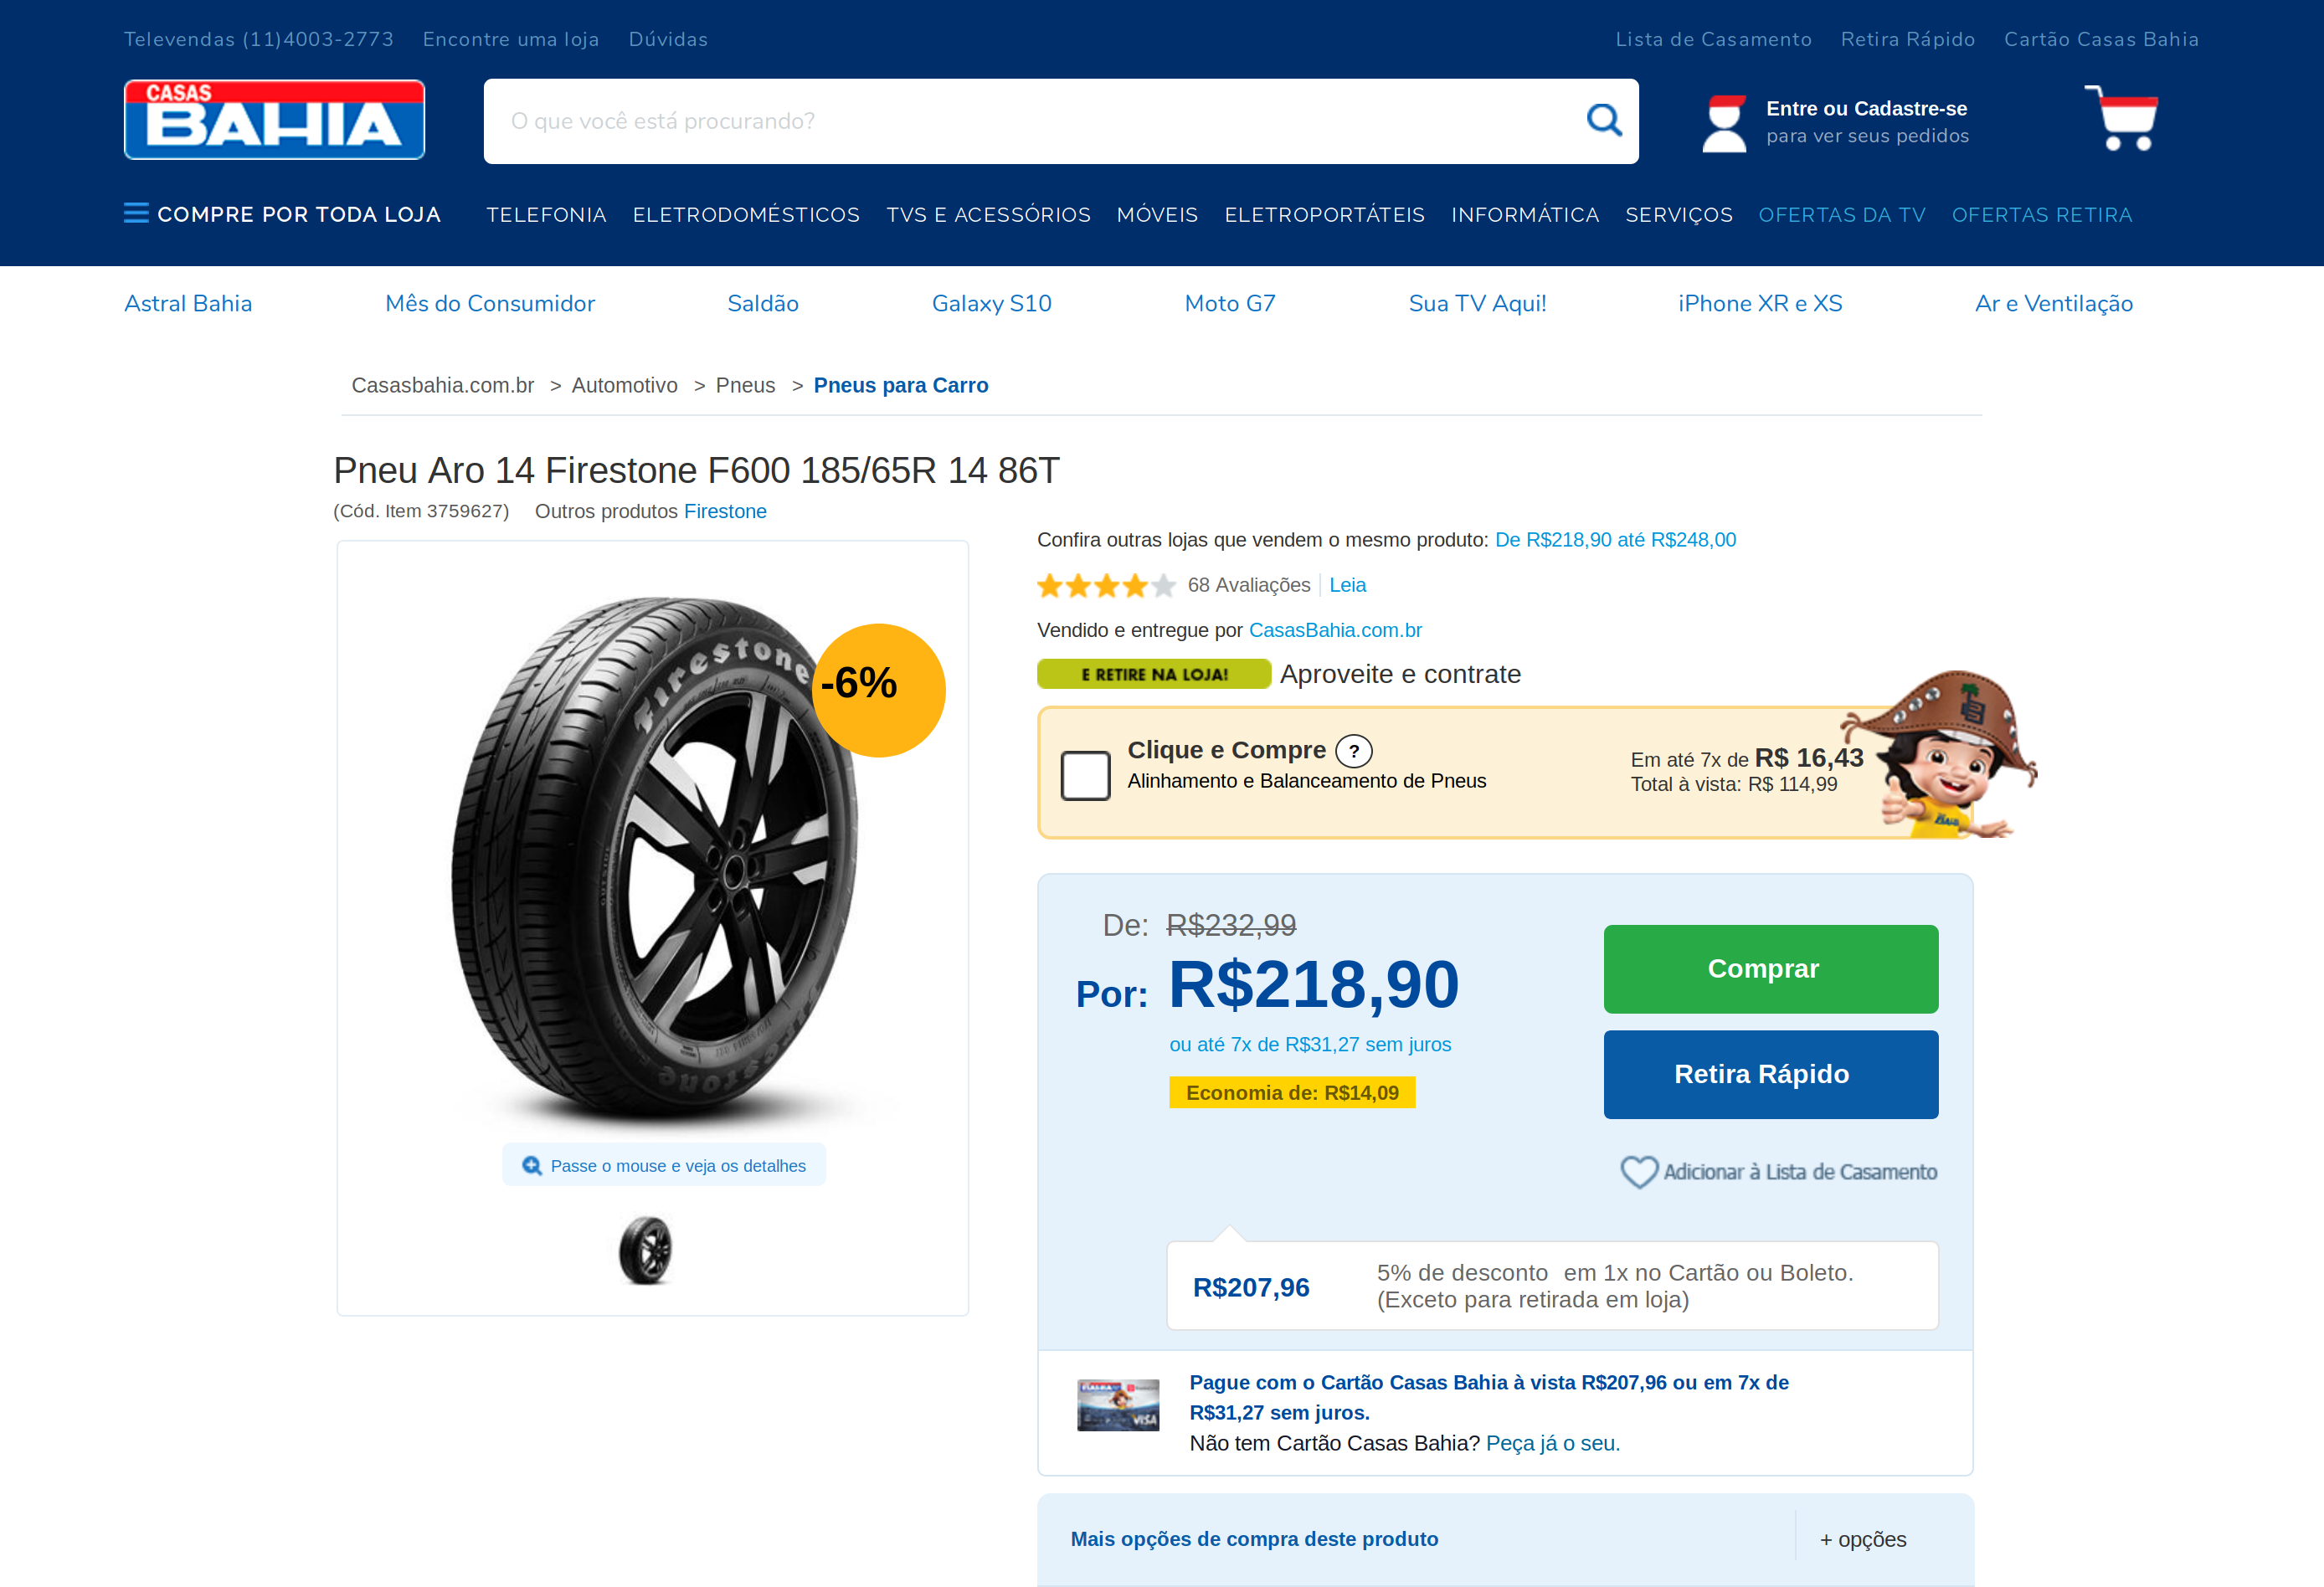 Televendas (11)4003-2773 Encontre uma loja Dúvidas Lista de Casamento Retira Rápido Cartão Casas Bahia
CASAS
BAHIA
O que você está procurando?
Entre ou Cadastre-se
para ver seus pedidos
COMPRE POR TODA LOJA TELEFONIA ELETRODOMÉSTICOS TVS E ACESSÓRIOS MÓVEIS ELETROPORTÁTEIS INFORMÁTICA SERVIÇOS OFERTAS DA TV OFERTAS RETIRA
Astral Bahia Mês do Consumidor Saldão Galaxy S10 Moto G7 Sua TV Aqui! iPhone XR e XS Ar e Ventilação
Casasbahia.com.br > Automotivo > Pneus > Pneus para Carro
Pneu Aro 14 Firestone F600 185/65R 14 86T
(Cód. Item 3759627) Outros produtos Firestone
Firestone
-6%
Firestone
Passe o mouse e veja os detalhes
Confira outras lojas que vendem o mesmo produto: De R$218,90 até R$248,00
68 Avaliações Leia
Vendido e entregue por CasasBahia.com.br
E RETIRE NA LOJA! Aproveite e contrate
Clique e Compre ?
Alinhamento e Balanceamento de Pneus
Em até 7x de R$ 16,43
Total à vista: R$ 114,99
De: R$232,99
Por: R$218,90
ou até 7x de R$31,27 sem juros
Economia de: R$14,09
Comprar
Retira Rápido
Adicionar à Lista de Casamento
R$207,96
5% de desconto em 1x no Cartão ou Boleto.
(Exceto para retirada em loja)
BAHIA
VISA
Pague com o Cartão Casas Bahia à vista R$207,96 ou em 7x de
R$31,27 sem juros.
Não tem Cartão Casas Bahia? Peça já o seu.
Mais opções de compra deste produto + opções